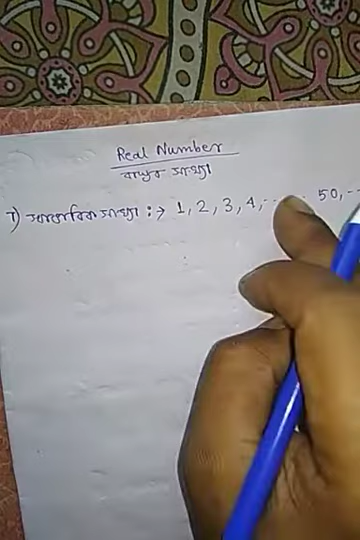 Real Number
বাস্তব সংখ্যা
1) স্বাভাবিক সংখ্যা :→ 1, 2, 3, 4, ..... 50, --